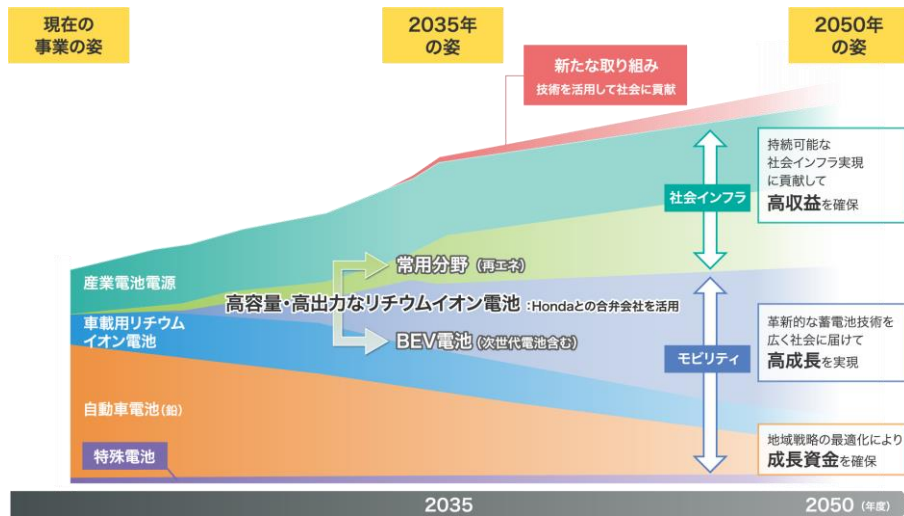 現在の
事業の姿
2035年
の姿
2050年
の姿
新たな取り組み
技術を活用して社会に貢献
持続可能な
社会インフラ実現
に貢献して
高収益を確保
社会インフラ
産業電池電源
常用分野 (再エネ)
高容量・高出力なリチウムイオン電池 :Hondaとの合弁会社を活用
車載用リチウム
イオン電池
BEV電池 (次世代電池含む)
革新的な蓄電池技術を
広く社会に届けて
高成長を実現
モビリティ
自動車電池(鉛)
地域戦略の最適化により
成長資金を確保
特殊電池
2035
2050 (年度)